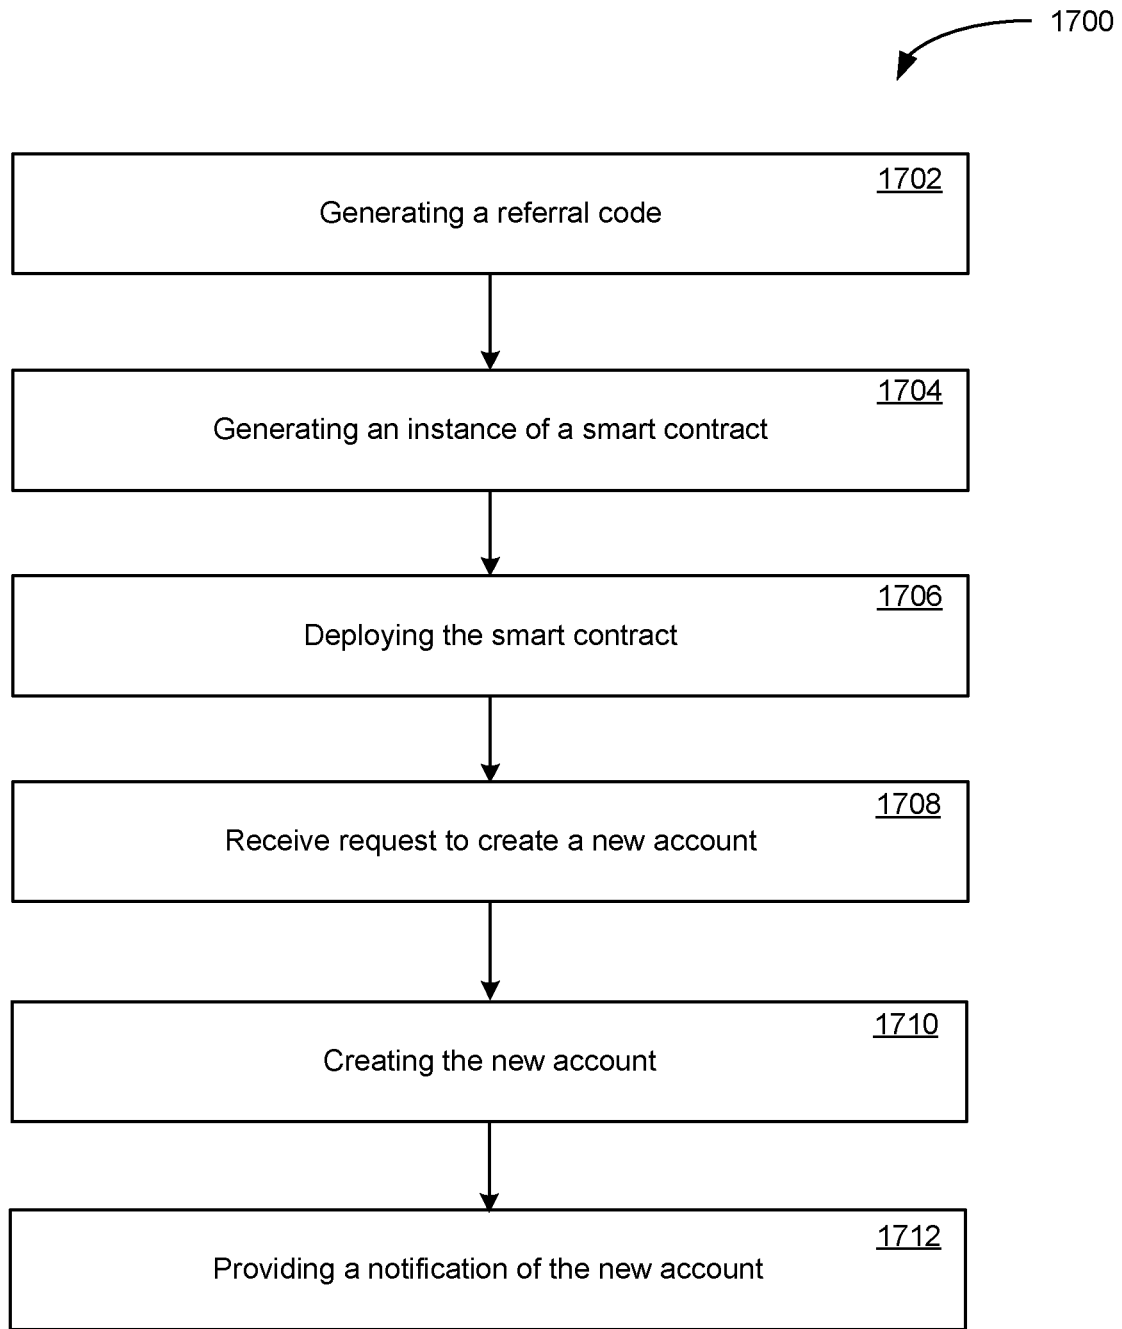 1700
1702
Generating a referral code
1704
Generating an instance of a smart contract
1706
Deploying the smart contract
1708
Receive request to create a new account
1710
Creating the new account
1712
Providing a notification of the new account